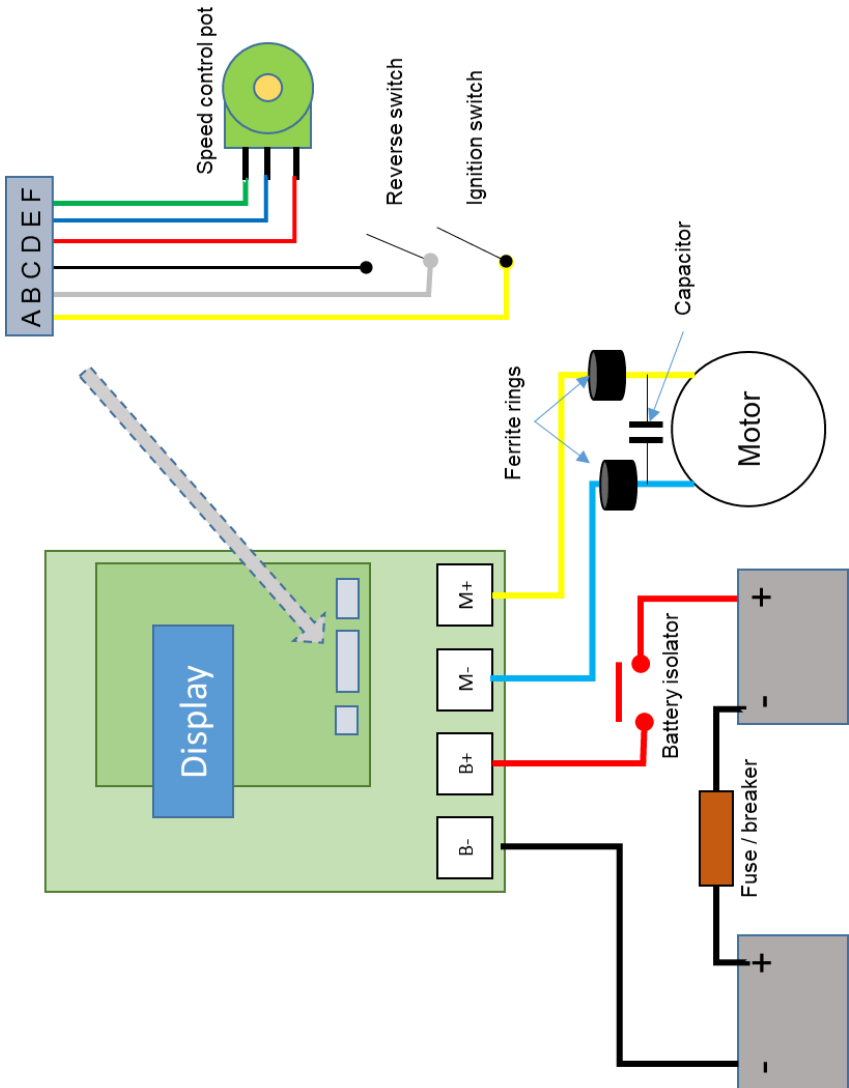 A B C D E F
Speed control pot
Reverse switch
Ignition switch
Display
M+
M-
B+
B-
Ferrite rings
Capacitor
Motor
Battery isolator
Fuse / breaker
+
-
+
-